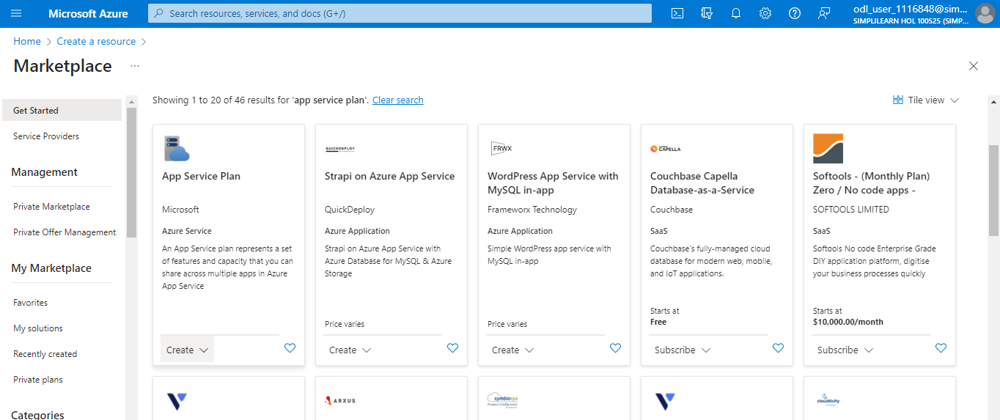 Microsoft Azure
Search resources, services, and docs (G+/)
odl_user_1116848@sim...
SIMPLILEARN HOL 100525 (SIMP...
Home > Create a resource >
Marketplace ...
Get Started
Service Providers
Management
Private Marketplace
Private Offer Management
My Marketplace
Favorites
My solutions
Recently created
Private plans
Categories
Showing 1 to 20 of 46 results for 'app service plan'. Clear search
Tile view
App Service Plan
Microsoft
Azure Service
An App Service plan represents a set
of features and capacity that you can
share across multiple apps in Azure
App Service
Create
QUICKDEPLOY
Strapi on Azure App Service
QuickDeploy
Azure Application
Strapi on Azure App Service with
Azure Database for MySQL & Azure
Storage
Price varies
Create
FRWX
WordPress App Service with
MySQL in-app
Frameworx Technology
Azure Application
Simple WordPress app service with
MySQL in-app
Price varies
Create
CAPELLA
Couchbase Capella
Database-as-a-Service
Couchbase
SaaS
Couchbase's fully-managed cloud
database for modern web, mobile,
and IoT applications.
Starts at
Free
Subscribe
Softools - (Monthly Plan)
Zero / No code apps -
SOFTOOLS LIMITED
SaaS
Softools No code Enterprise Grade
DIY application platform, digitise
your business processes quickly
Starts at
$10,000.00/month
Subscribe
ARXUS
symbiosys
Product Configurator
cloudticity